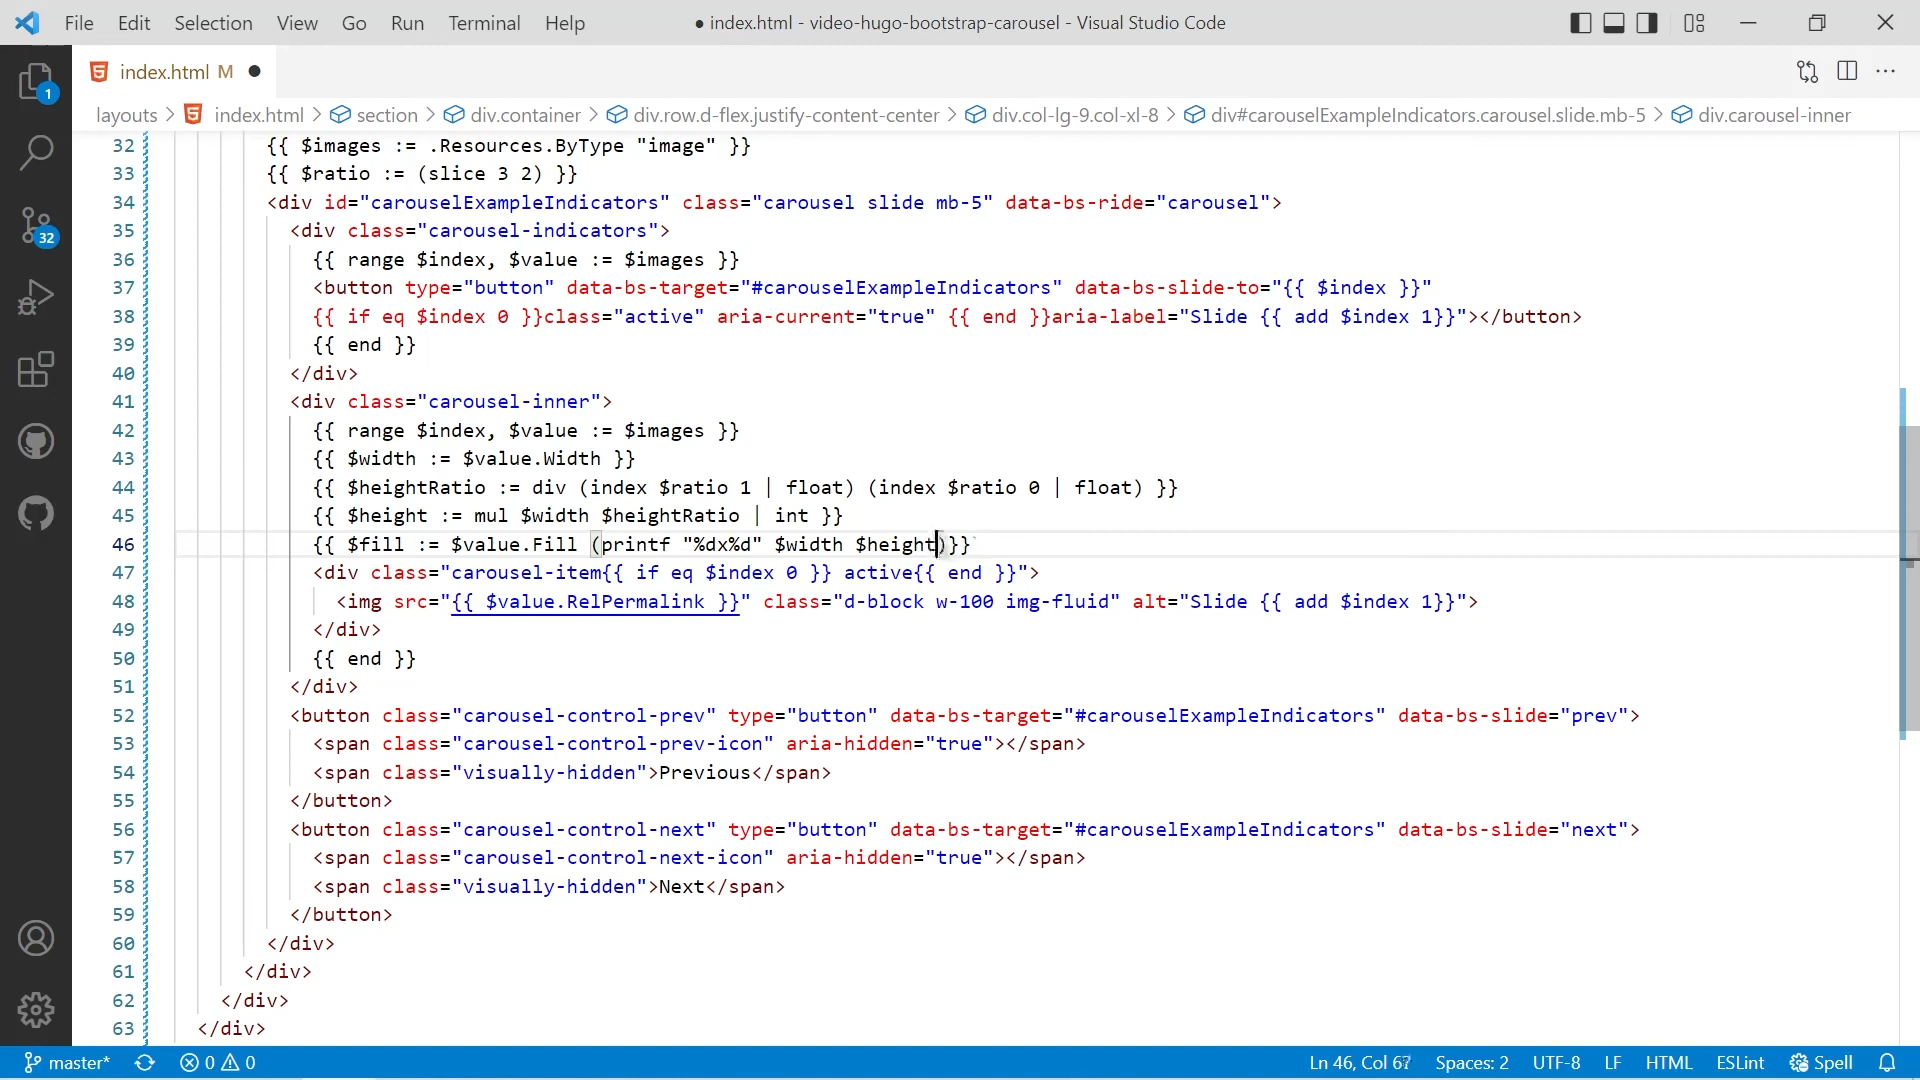 File Edit Selection View Go Run Terminal Help ● index.html - video-hugo-bootstrap-carousel - Visual Studio Code
index.html M ●
layouts > index.html > section > div.container > div.row.d-flex.justify-content-center > div.col-lg-9.col-xl-8 > div#carouselExampleIndicators.carousel.slide.mb-5 > div.carousel-inner
1
32
32 {{ $images := .Resources.ByType "image" }}
33 {{ $ratio := (slice 3 2) }}
34 <div id="carouselExampleIndicators" class="carousel slide mb-5" data-bs-ride="carousel">
35 <div class="carousel-indicators">
36 {{ range $index, $value := $images }}
37 <button type="button" data-bs-target="#carouselExampleIndicators" data-bs-slide-to="{{ $index }}"
38 {{ if eq $index 0 }}class="active" aria-current="true" {{ end }}aria-label="Slide {{ add $index 1}}"></button>
39 {{ end }}
40 </div>
41 <div class="carousel-inner">
42 {{ range $index, $value := $images }}
43 {{ $width := $value.Width }}
44 {{ $heightRatio := div (index $ratio 1 | float) (index $ratio 0 | float) }}
45 {{ $height := mul $width $heightRatio | int }}
46 {{ $fill := $value.Fill (printf "%dx%d" $width $height)}}`
47 <div class="carousel-item{{ if eq $index 0 }} active{{ end }}">
48 <img src="{{ $value.RelPermalink }}" class="d-block w-100 img-fluid" alt="Slide {{ add $index 1}}">
49 </div>
50 {{ end }}
51 </div>
52 <button class="carousel-control-prev" type="button" data-bs-target="#carouselExampleIndicators" data-bs-slide="prev">
53 <span class="carousel-control-prev-icon" aria-hidden="true"></span>
54 <span class="visually-hidden">Previous</span>
55 </button>
56 <button class="carousel-control-next" type="button" data-bs-target="#carouselExampleIndicators" data-bs-slide="next">
57 <span class="carousel-control-next-icon" aria-hidden="true"></span>
58 <span class="visually-hidden">Next</span>
59 </button>
60 </div>
61 </div>
62 </div>
63 </div>
master* 0 0 Ln 46, Col 67 Spaces: 2 UTF-8 LF HTML ESLint Spell